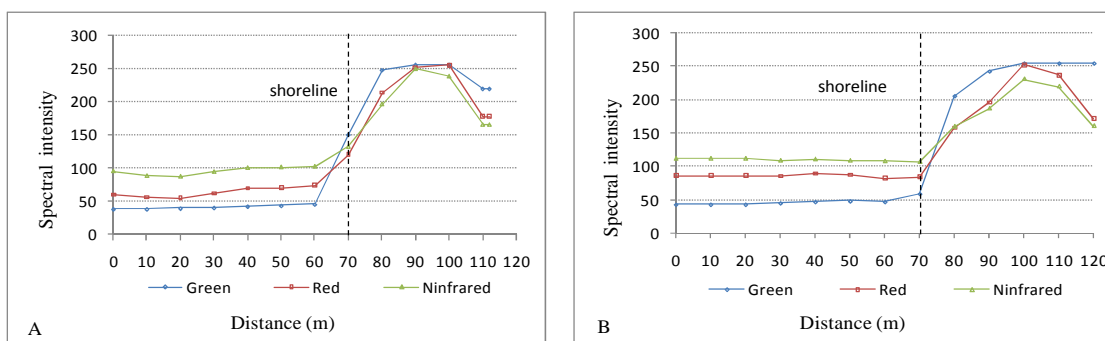 300
250
200
150
100
50
0
Spectral intensity
shoreline
0 10 20 30 40 50 60 70 80 90 100 110 120
Green Red Ninfrared
A Distance (m)
300
250
200
150
100
50
0
Spectral intensity
shoreline
0 10 20 30 40 50 60 70 80 90 100 110 120
Green Red Ninfrared
B Distance (m)